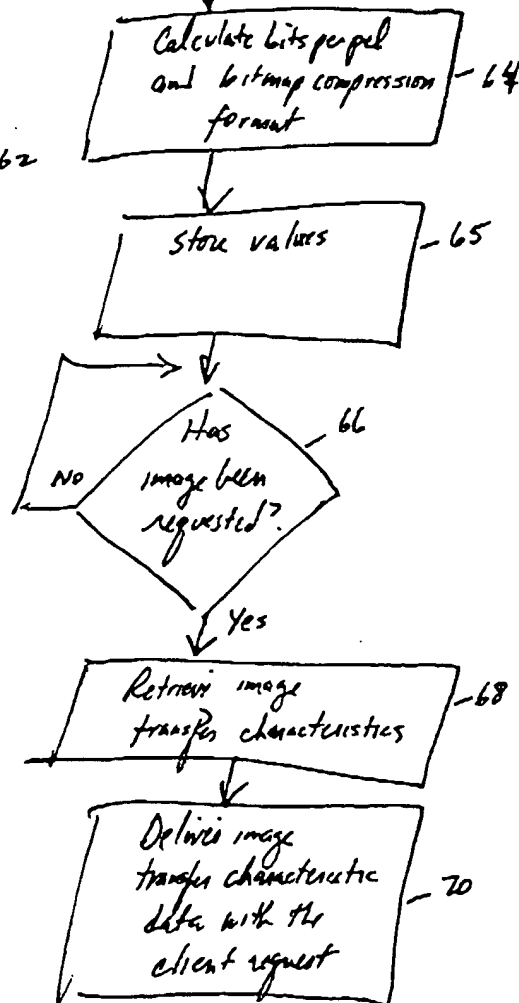 Calculate bits per pel
and bitmap compression
format
64
62
Store values
65
Has
image been
requested?
66
No
Yes
Retrieve image
transfer characteristics
68
Deliver image
transfer characteristic
data with the
client request
70